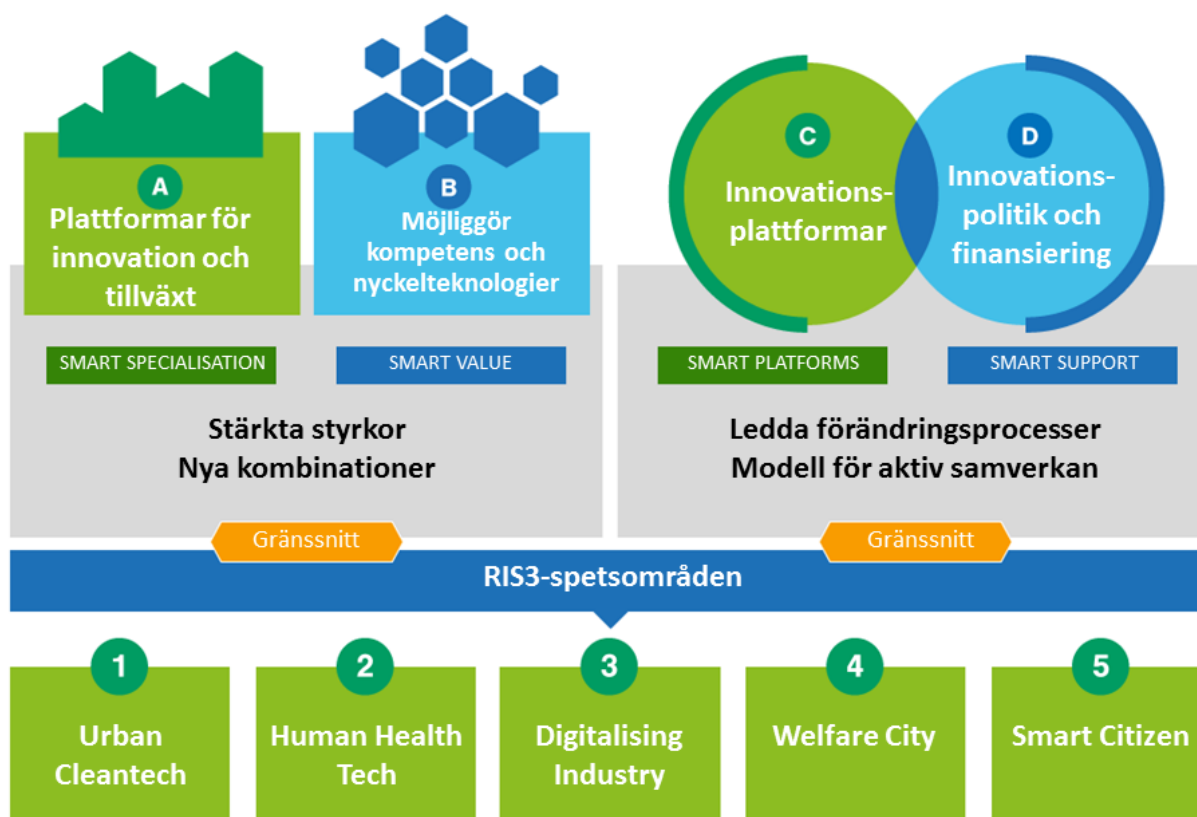 A
Plattformar för
innovation och
tillväxt
B
Möjliggör
kompetens och
nyckelteknologier
C
Innovations-
plattformar
D
Innovations-
politik och
finansiering
SMART SPECIALISATION
SMART VALUE
SMART PLATFORMS
SMART SUPPORT
Stärkta styrkor
Nya kombinationer
Ledda förändringsprocesser
Modell för aktiv samverkan
Gränssnitt
Gränssnitt
RIS3-spetsområden
1
Urban
Cleantech
2
Human Health
Tech
3
Digitalising
Industry
4
Welfare City
5
Smart Citizen